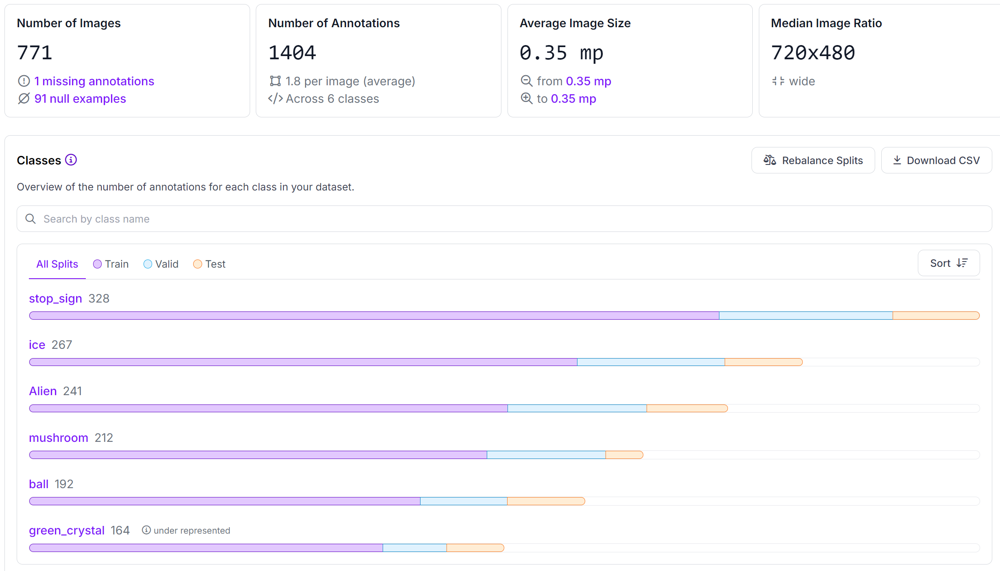 Number of Images
771
1 missing annotations
91 null examples
Number of Annotations
1404
1.8 per image (average)
</> Across 6 classes
Average Image Size
0.35 mp
from 0.35 mp
to 0.35 mp
Median Image Ratio
720x480
wide
Classes
Rebalance Splits
Download CSV
Overview of the number of annotations for each class in your dataset.
Search by class name
All Splits Train Valid Test
Sort
stop_sign 328
ice 267
Alien 241
mushroom 212
ball 192
green_crystal 164 under represented